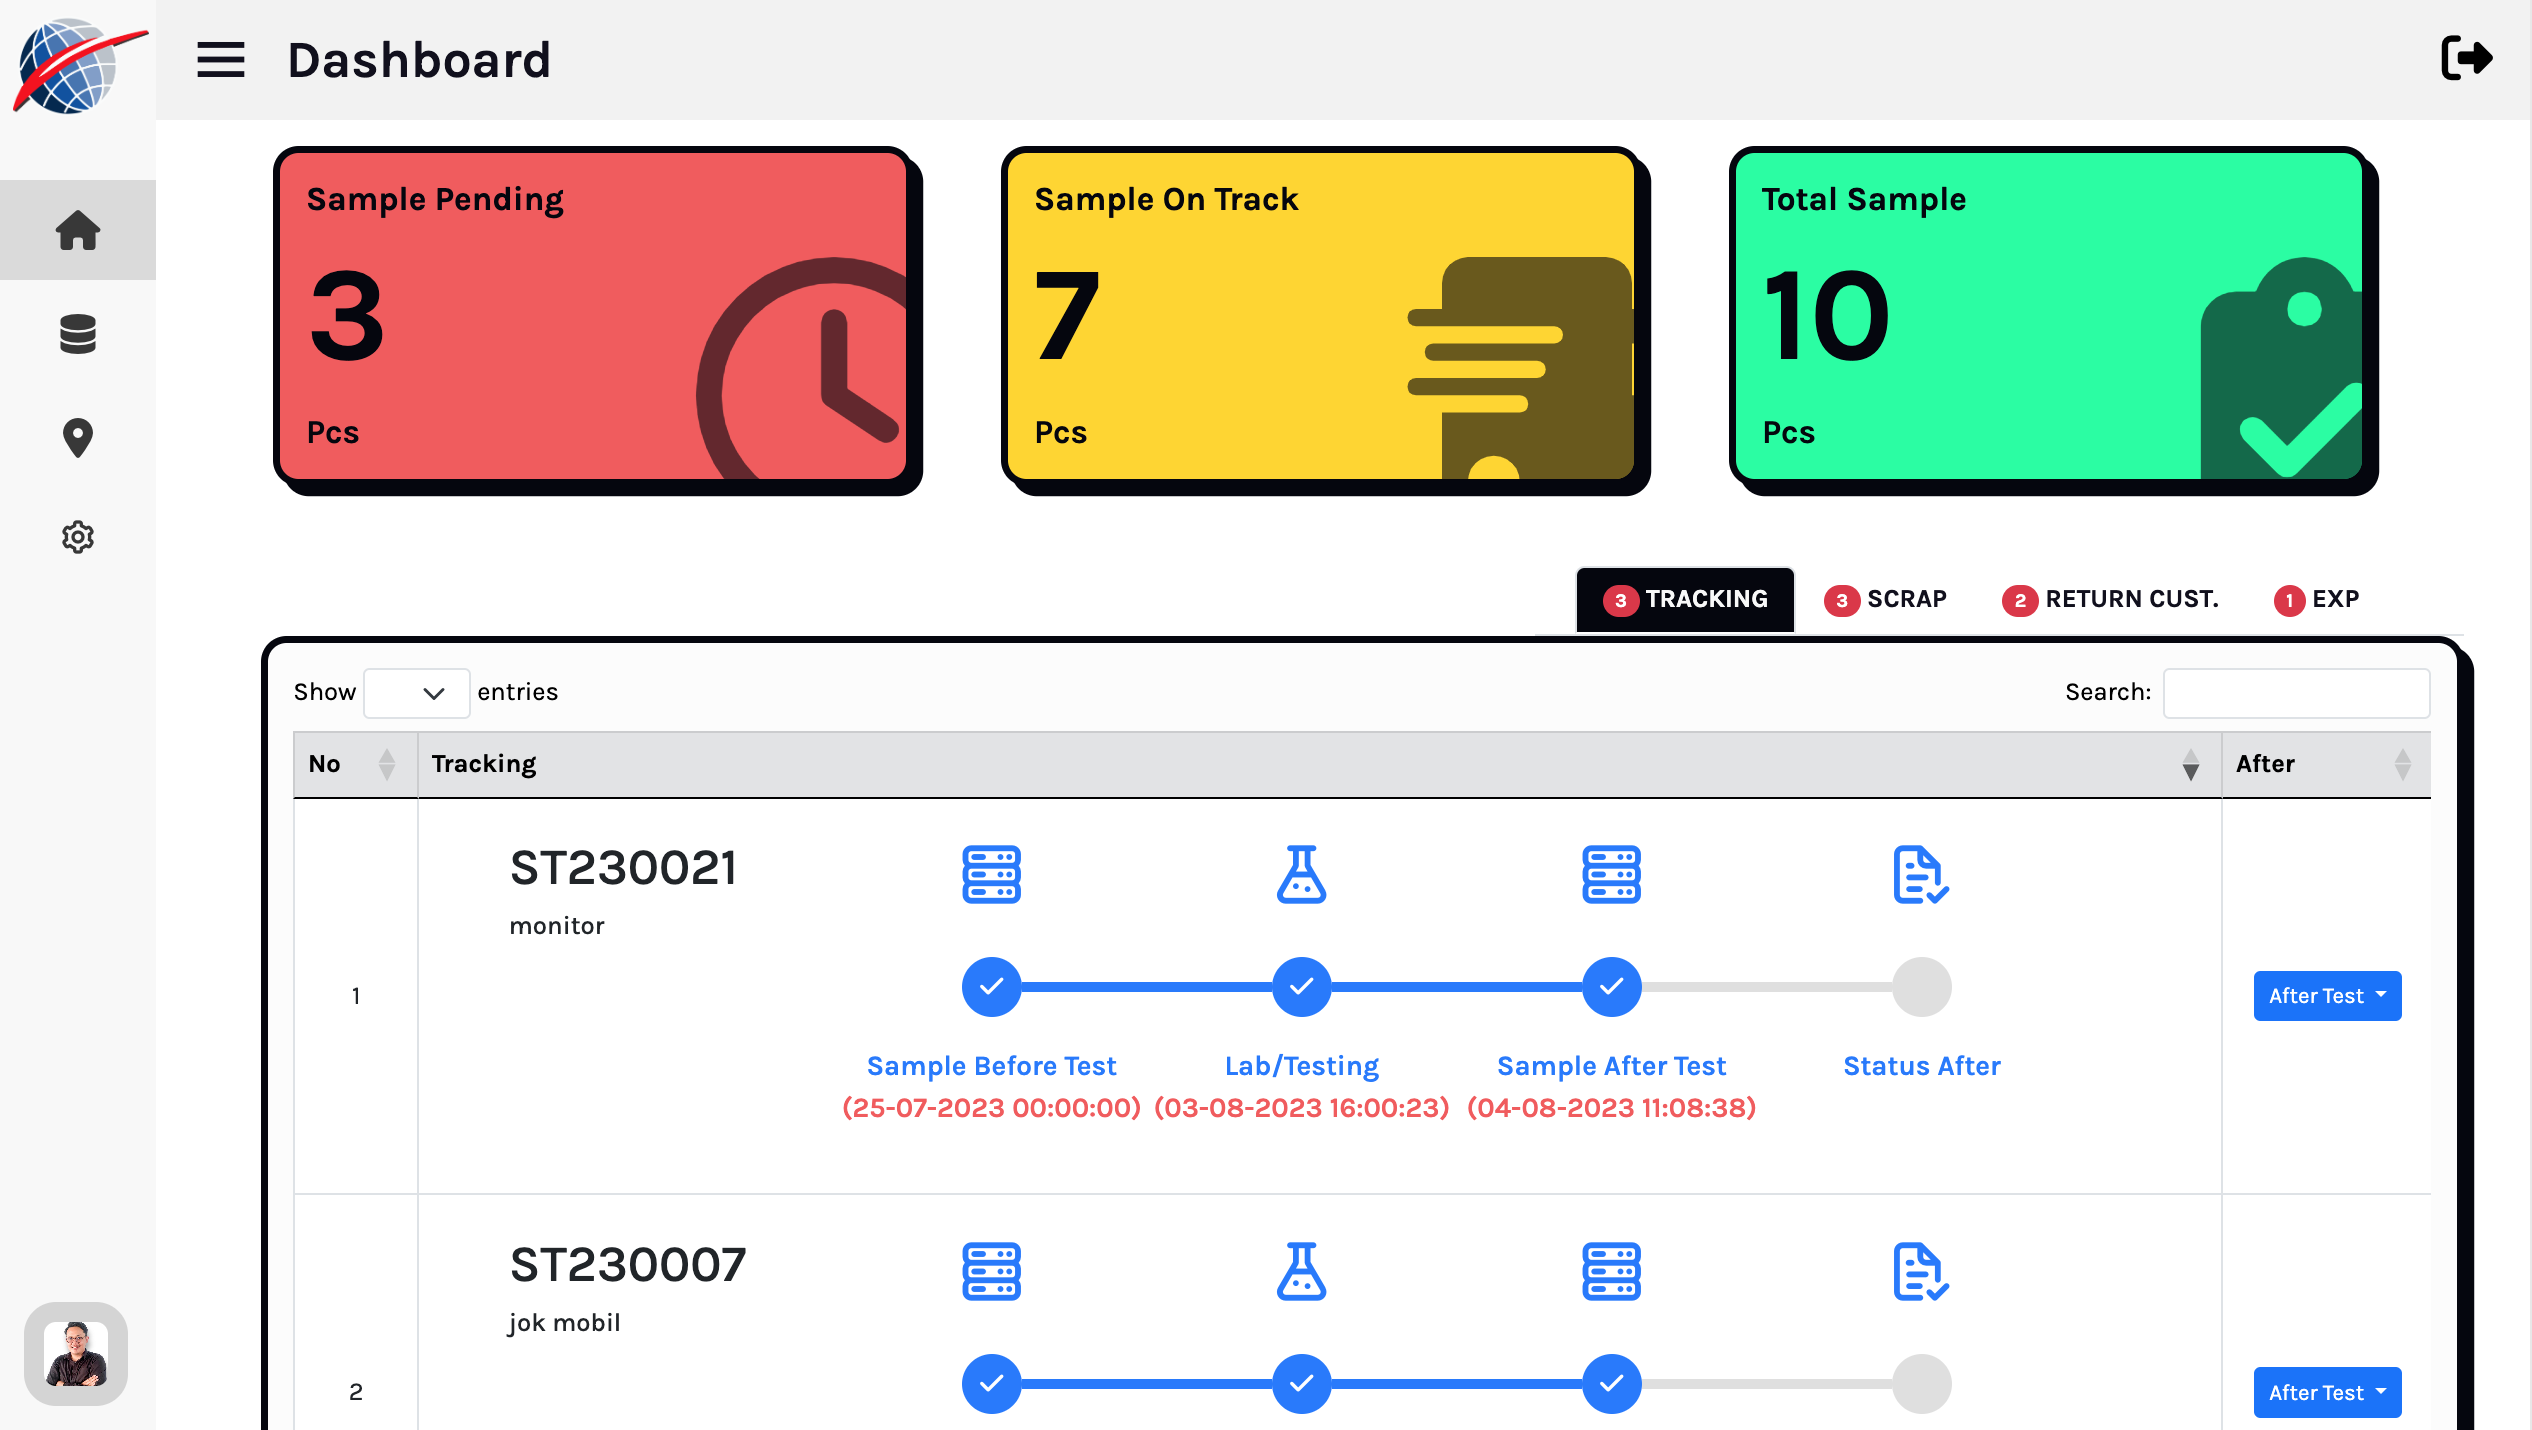 Dashboard
Sample Pending
3
Pcs
Sample On Track
7
Pcs
Total Sample
10
Pcs
3 TRACKING
3 SCRAP
2 RETURN CUST.
1 EXP
Show entries
Search:
No
Tracking
After
1
ST230021
monitor
Sample Before Test
(25-07-2023 00:00:00)
Lab/Testing
(03-08-2023 16:00:23)
Sample After Test
(04-08-2023 11:08:38)
Status After
After Test
2
ST230007
jok mobil
After Test